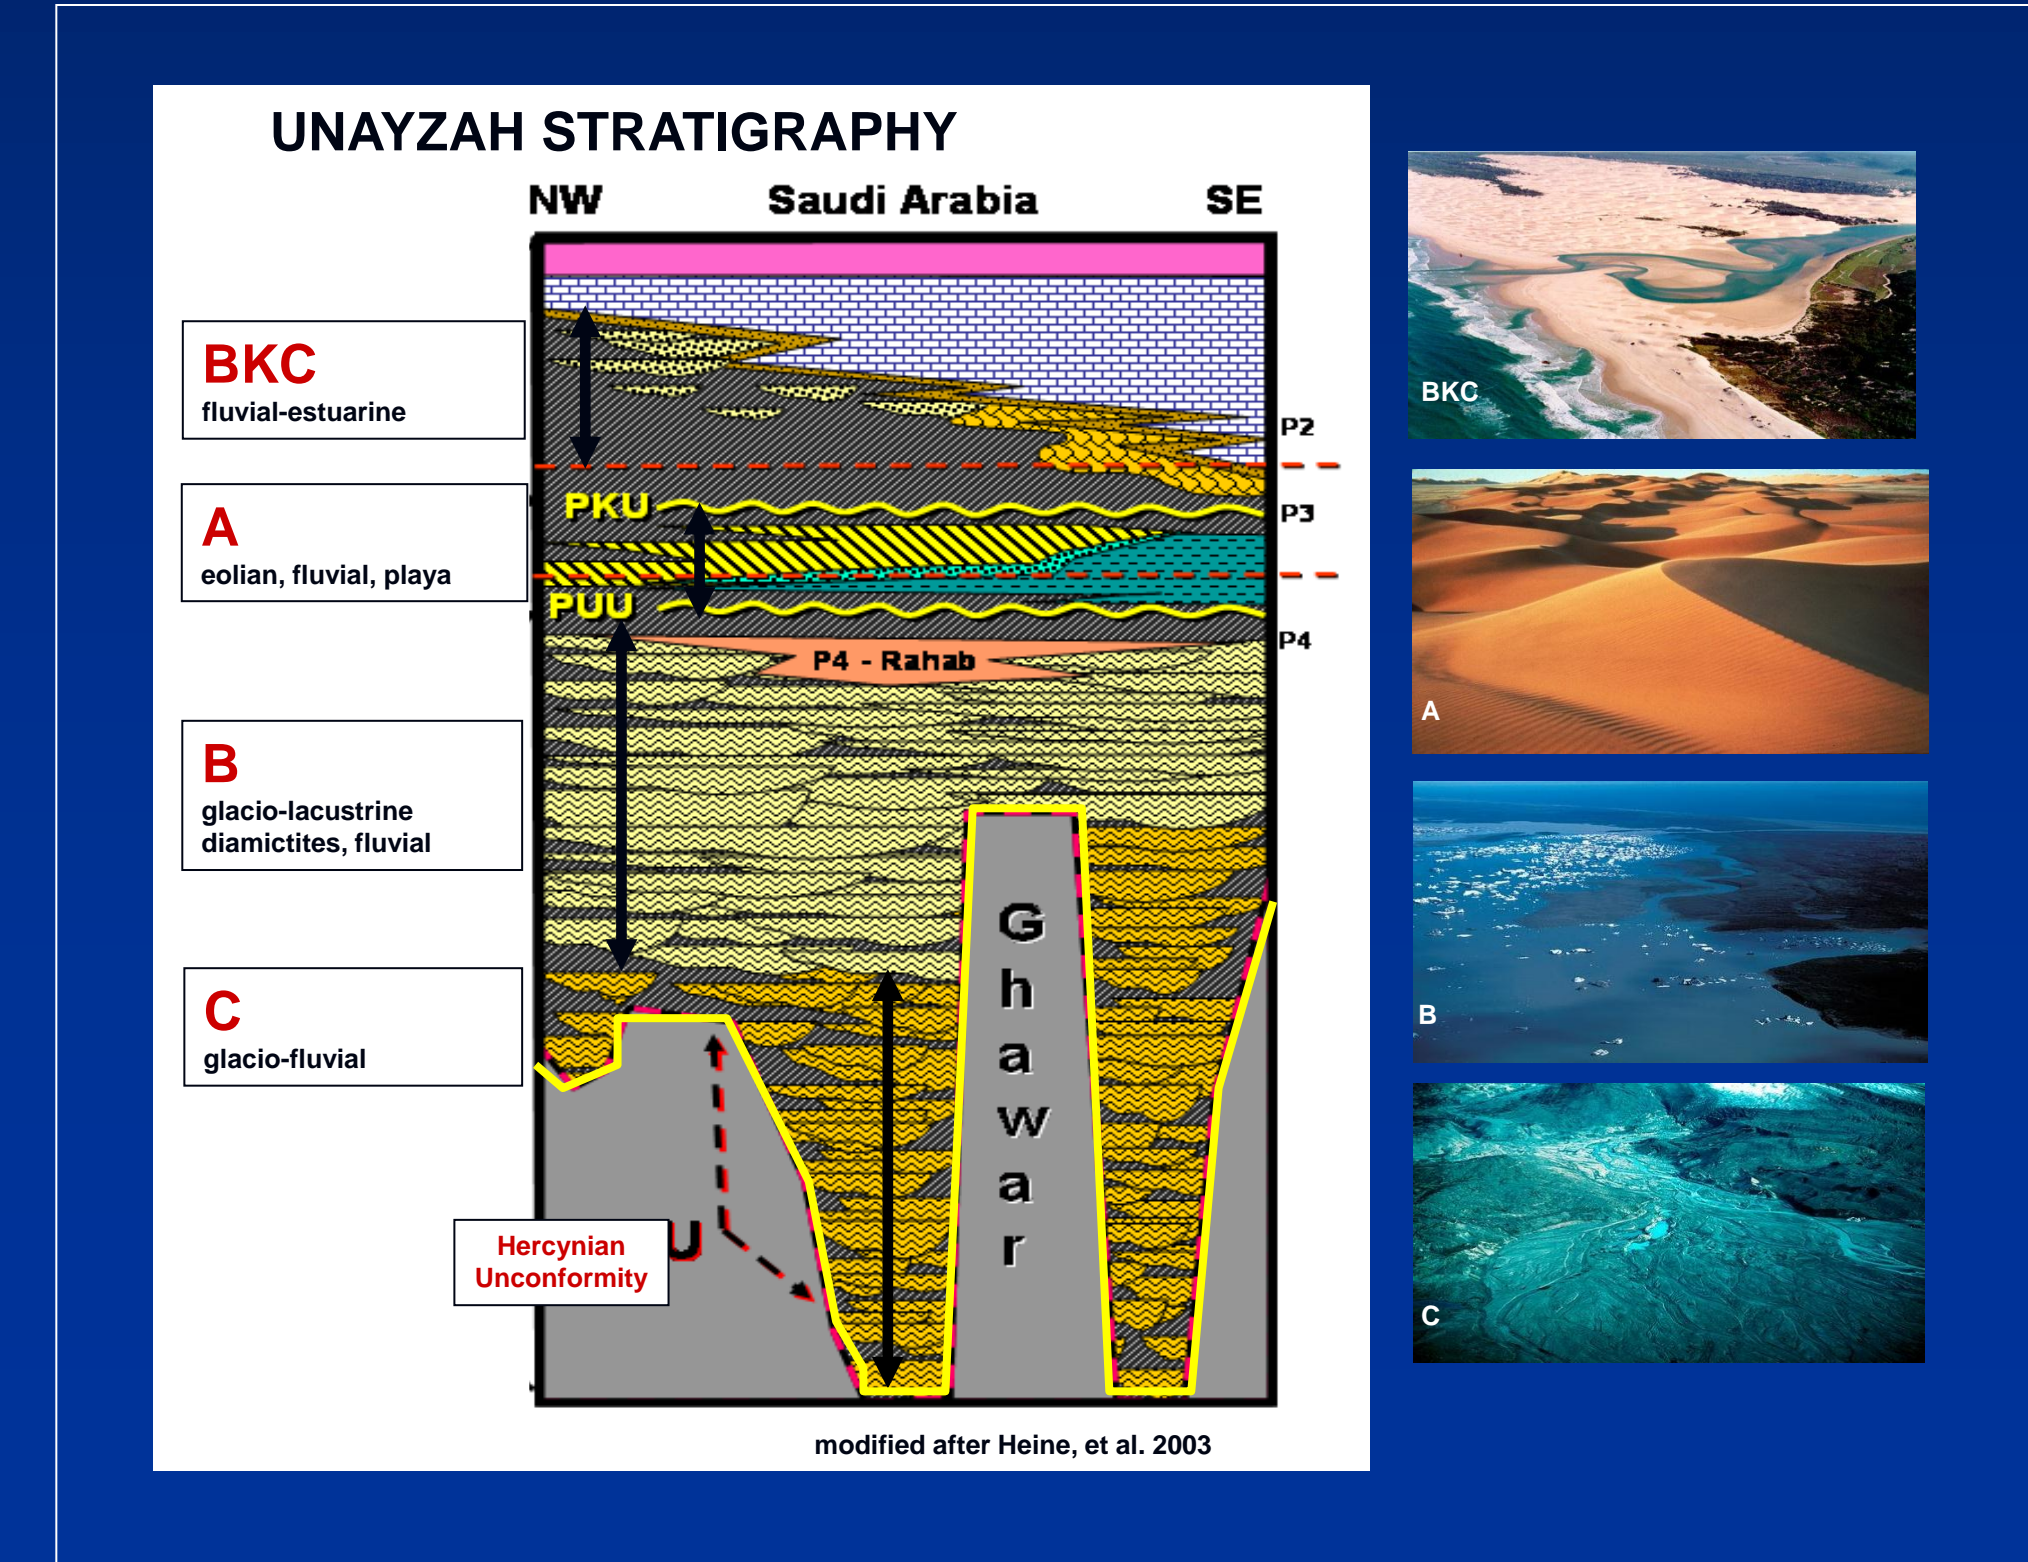 UNAYZAH STRATIGRAPHY
NW Saudi Arabia SE
BKC
fluvial-estuarine
A
eolian, fluvial, playa
B
glacio-lacustrine
diamictites, fluvial
C
glacio-fluvial
P2
PKU
P3
PUU
P4
P4 - Rahab
G
h
a
w
a
r
U
Hercynian
Unconformity
modified after Heine, et al. 2003
BKC
A
B
C